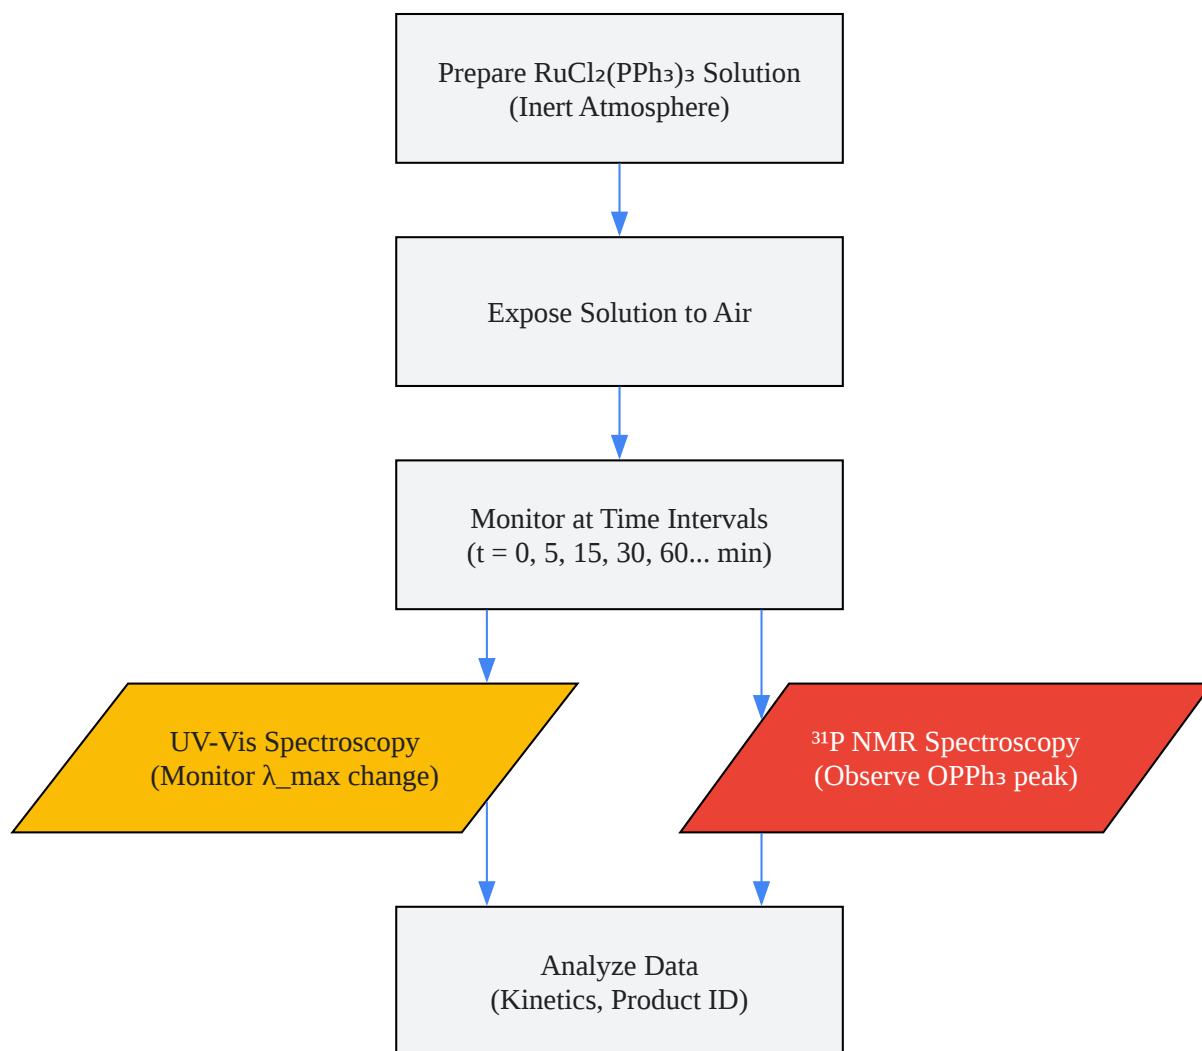 Prepare RuCl₂(PPh₃)₃ Solution
(Inert Atmosphere)
Expose Solution to Air
Monitor at Time Intervals
(t = 0, 5, 15, 30, 60... min)
UV-Vis Spectroscopy
(Monitor λ_max change)
³¹P NMR Spectroscopy
(Observe OPPh₃ peak)
Analyze Data
(Kinetics, Product ID)